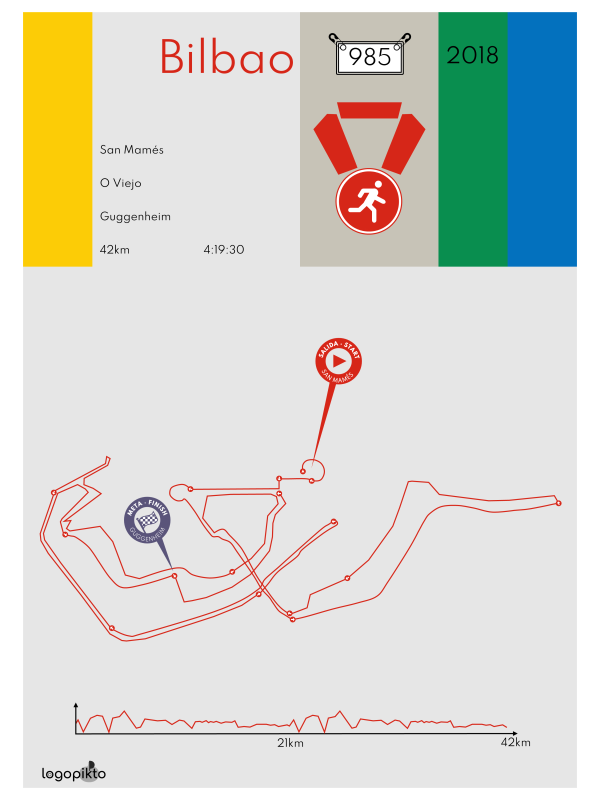 Bilbao
985
2018
San Mamés
O Viejo
Guggenheim
42km 4:19:30
SALIDA · START
SAN MAMÉS
META · FINISH
GUGGENHEIM
21km
42km
logopikto